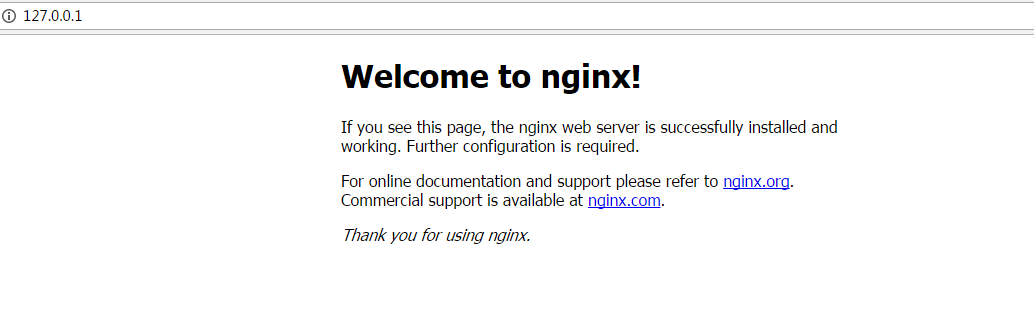 127.0.0.1
Welcome to nginx!
If you see this page, the nginx web server is successfully installed and
working. Further configuration is required.
For online documentation and support please refer to nginx.org.
Commercial support is available at nginx.com.
Thank you for using nginx.